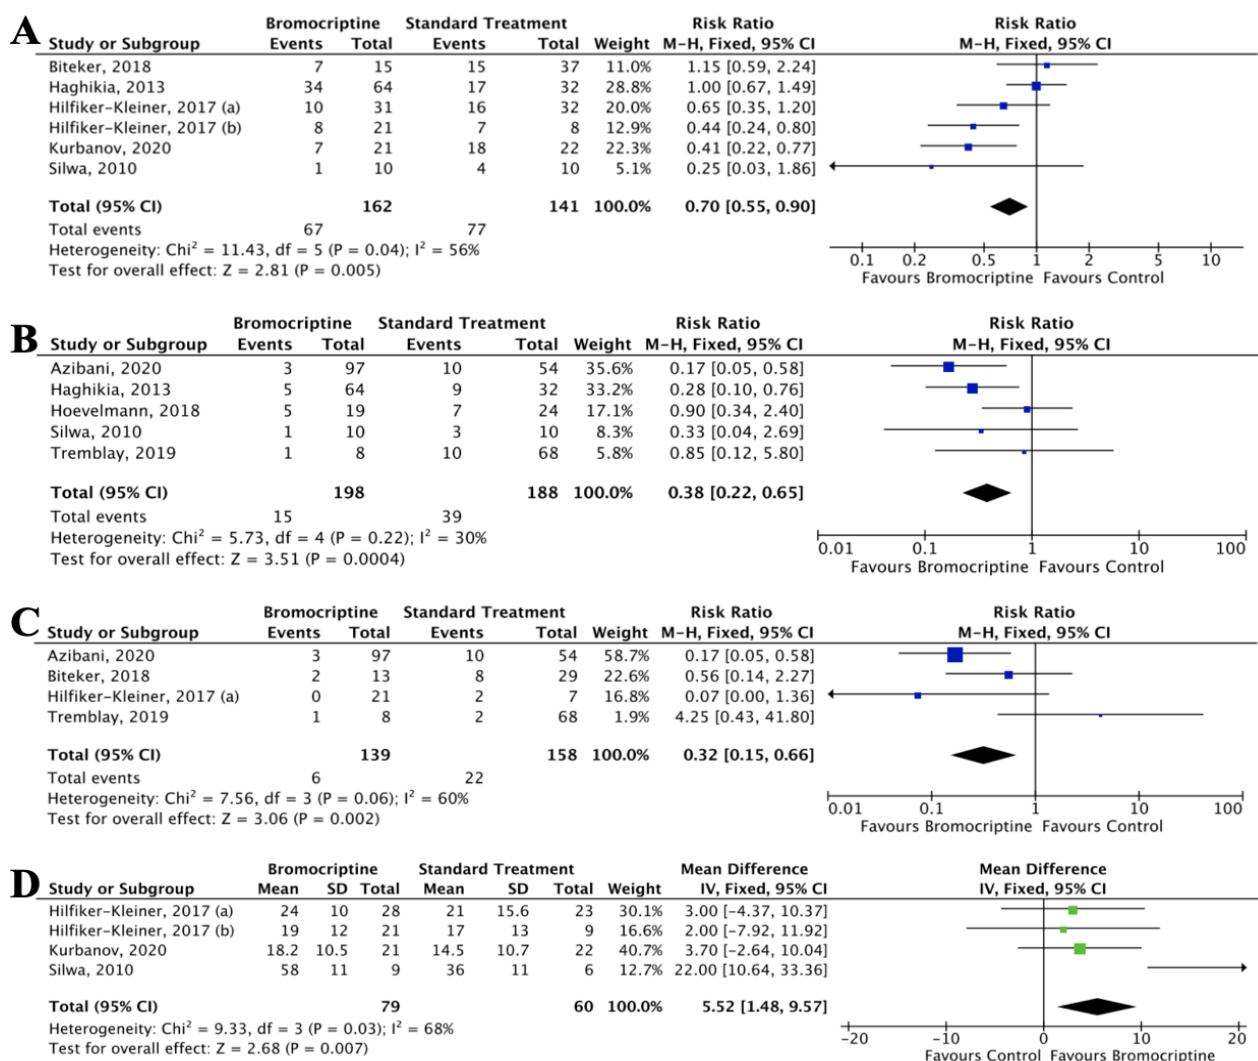 A
Bromocriptine Standard Treatment Risk Ratio Risk Ratio
Study or Subgroup Events Total Events Total Weight M-H, Fixed, 95% CI M-H, Fixed, 95% CI
Biteker, 2018 7 15 15 37 11.0% 1.15 [0.59, 2.24]
Haghikia, 2013 34 64 17 32 28.8% 1.00 [0.67, 1.49]
Hilfiker-Kleiner, 2017 (a) 10 31 16 32 20.0% 0.65 [0.35, 1.20]
Hilfiker-Kleiner, 2017 (b) 8 21 7 8 12.9% 0.44 [0.24, 0.80]
Kurbanov, 2020 7 21 18 22 22.3% 0.41 [0.22, 0.77]
Silwa, 2010 1 10 4 10 5.1% 0.25 [0.03, 1.86]
Total (95% CI) 162 141 100.0% 0.70 [0.55, 0.90]
Total events 67 77
Heterogeneity: Chi² = 11.43, df = 5 (P = 0.04); I² = 56%
Test for overall effect: Z = 2.81 (P = 0.005)
0.1 0.2 0.5 1 2 5 10
Favours Bromocriptine Favours Control
B
Bromocriptine Standard Treatment Risk Ratio Risk Ratio
Study or Subgroup Events Total Events Total Weight M-H, Fixed, 95% CI M-H, Fixed, 95% CI
Azibani, 2020 3 97 10 54 35.6% 0.17 [0.05, 0.58]
Haghikia, 2013 5 64 9 32 33.2% 0.28 [0.10, 0.76]
Hoevelmann, 2018 5 19 7 24 17.1% 0.90 [0.34, 2.40]
Silwa, 2010 1 10 3 10 8.3% 0.33 [0.04, 2.69]
Tremblay, 2019 1 8 10 68 5.8% 0.85 [0.12, 5.80]
Total (95% CI) 198 188 100.0% 0.38 [0.22, 0.65]
Total events 15 39
Heterogeneity: Chi² = 5.73, df = 4 (P = 0.22); I² = 30%
Test for overall effect: Z = 3.51 (P = 0.0004)
0.01 0.1 1 10 100
Favours Bromocriptine Favours Control
C
Bromocriptine Standard Treatment Risk Ratio Risk Ratio
Study or Subgroup Events Total Events Total Weight M-H, Fixed, 95% CI M-H, Fixed, 95% CI
Azibani, 2020 3 97 10 54 58.7% 0.17 [0.05, 0.58]
Biteker, 2018 2 13 8 29 22.6% 0.56 [0.14, 2.27]
Hilfiker-Kleiner, 2017 (a) 0 21 2 7 16.8% 0.07 [0.00, 1.36]
Tremblay, 2019 1 8 2 68 1.9% 4.25 [0.43, 41.80]
Total (95% CI) 139 158 100.0% 0.32 [0.15, 0.66]
Total events 6 22
Heterogeneity: Chi² = 7.56, df = 3 (P = 0.06); I² = 60%
Test for overall effect: Z = 3.06 (P = 0.002)
0.01 0.1 1 10 100
Favours Bromocriptine Favours Control
D
Bromocriptine Standard Treatment Mean Difference Mean Difference
Study or Subgroup Mean SD Total Mean SD Total Weight IV, Fixed, 95% CI IV, Fixed, 95% CI
Hilfiker-Kleiner, 2017 (a) 24 10 28 21 15.6 23 30.1% 3.00 [-4.37, 10.37]
Hilfiker-Kleiner, 2017 (b) 19 12 21 17 13 9 16.6% 2.00 [-7.92, 11.92]
Kurbanov, 2020 18.2 10.5 21 14.5 10.7 22 40.7% 3.70 [-2.64, 10.04]
Silwa, 2010 58 11 9 36 11 6 12.7% 22.00 [10.64, 33.36]
Total (95% CI) 79 60 100.0% 5.52 [1.48, 9.57]
Heterogeneity: Chi² = 9.33, df = 3 (P = 0.03); I² = 68%
Test for overall effect: Z = 2.68 (P = 0.007)
-20 -10 0 10 20
Favours Control Favours Bromocriptine